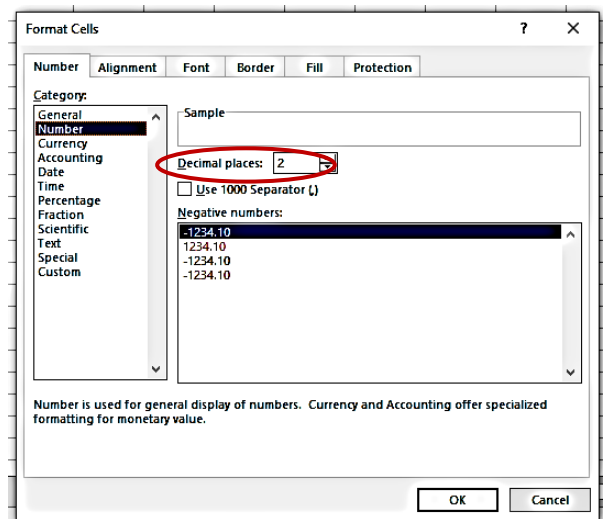 Format Cells ? ×
Number Alignment Font Border Fill Protection
Category:
General
Number
Currency
Accounting
Date
Time
Percentage
Fraction
Scientific
Text
Special
Custom
Sample
Decimal places: 2
Use 1000 Separator (,)
Negative numbers:
-1234.10
1234.10
-1234.10
-1234.10
Number is used for general display of numbers. Currency and Accounting offer specialized
formatting for monetary value.
OK Cancel